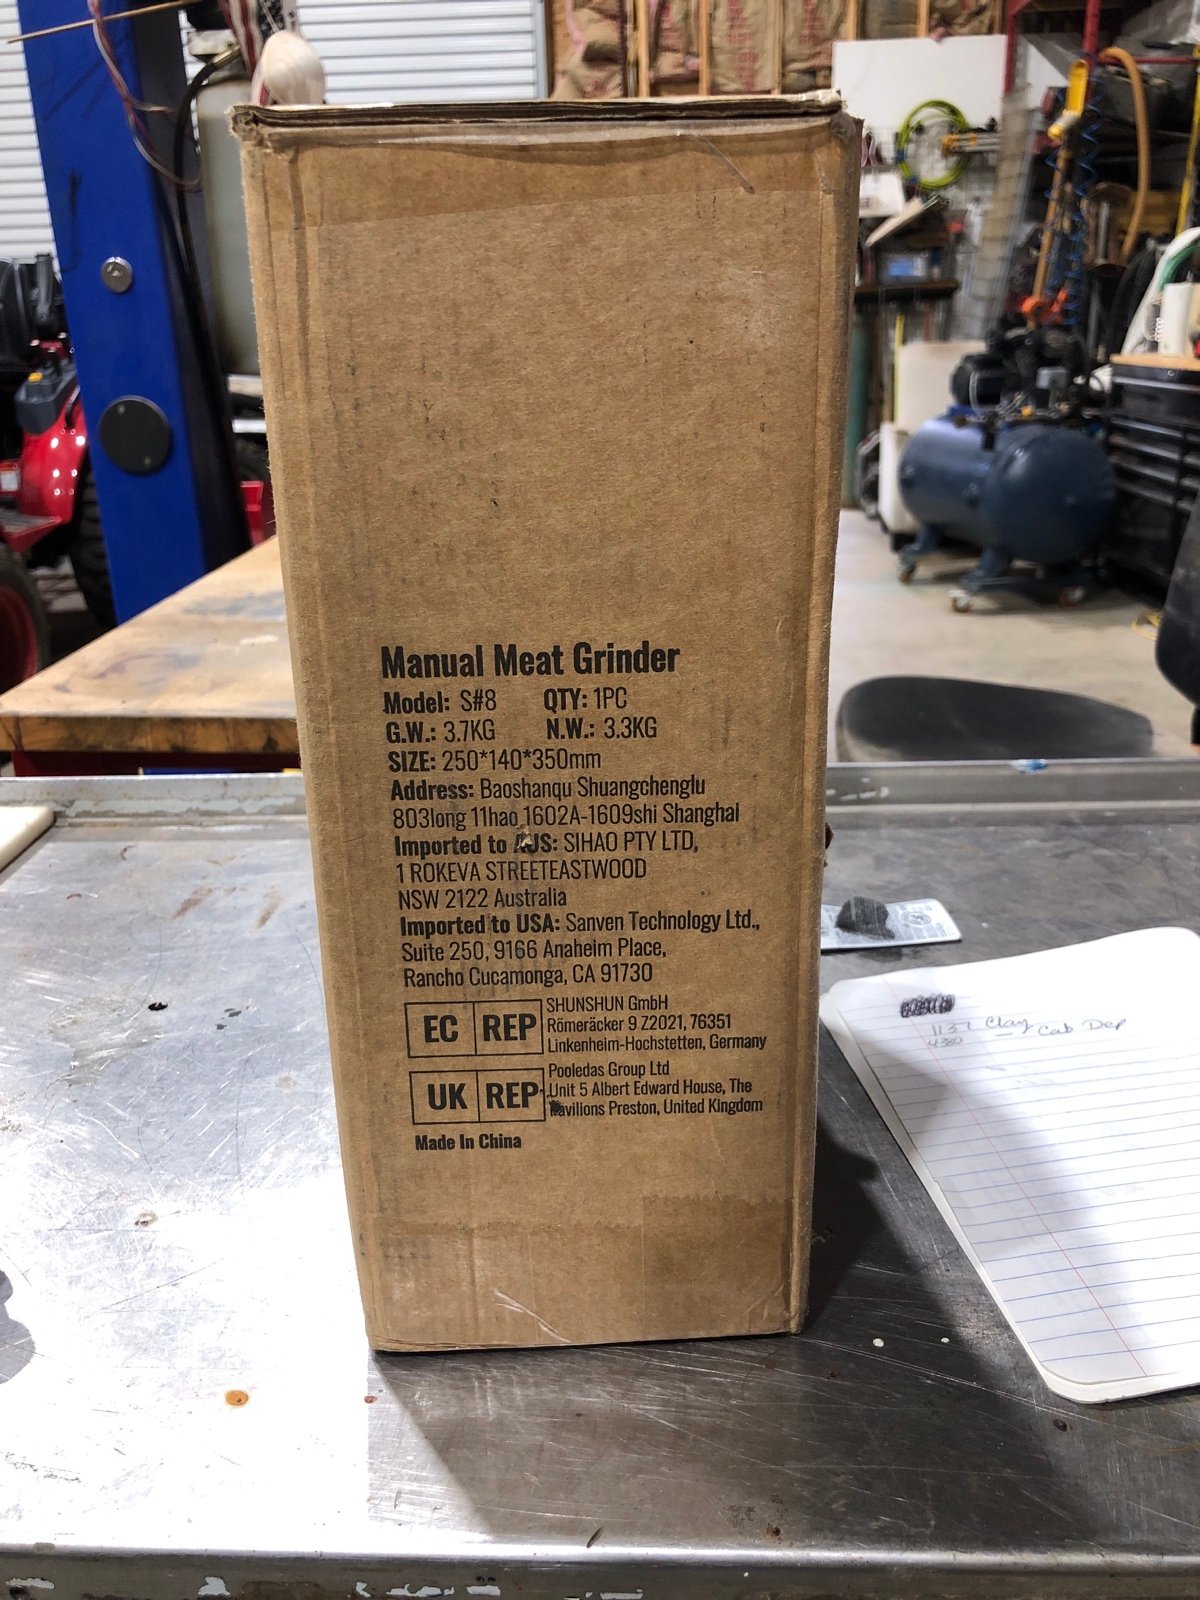 Manual Meat Grinder
Model: S#8 QTY: 1PC
G.W.: 3.7KG N.W.: 3.3KG
SIZE: 250*140*350mm
Address: Baoshanqu Shuangchenglu
803long 11hao 1602A-1609shi Shanghai
Imported to AUS: SIHAO PTY LTD,
1 ROKEVA STREETEASTWOOD
NSW 2122 Australia
Imported to USA: Sanven Technology Ltd.,
Suite 250, 9166 Anaheim Place,
Rancho Cucamonga, CA 91730
EC REP
SHUNSHUN GmbH
Römeräcker 9 Z2021, 76351
Linkenheim-Hochstetten, Germany
UK REP
Pooledas Group Ltd
Unit 5 Albert Edward House, The
Pavilions Preston, United Kingdom
Made In China
1137 Clay Cab Dep
4380